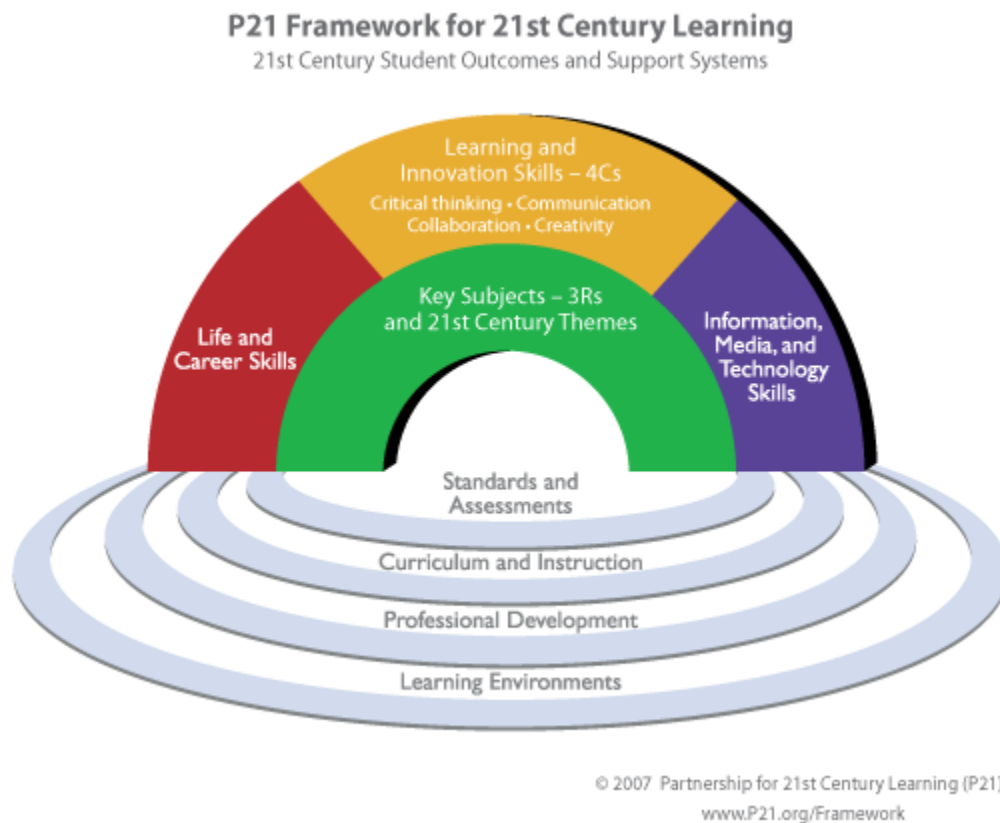 P21 Framework for 21st Century Learning
21st Century Student Outcomes and Support Systems
Learning and
Innovation Skills – 4Cs
Critical thinking • Communication
Collaboration • Creativity
Key Subjects – 3Rs
and 21st Century Themes
Life and
Career Skills
Information,
Media, and
Technology
Skills
Standards and
Assessments
Curriculum and Instruction
Professional Development
Learning Environments
© 2007 Partnership for 21st Century Learning (P21)
www.P21.org/Framework